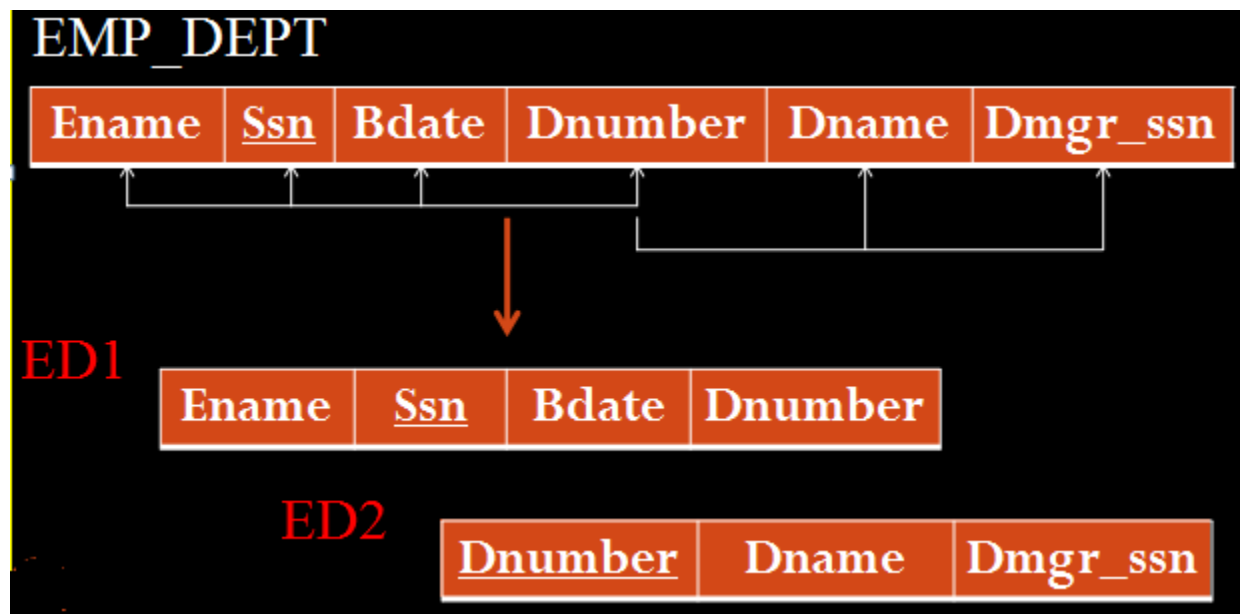 EMP_DEPT
Ename Ssn Bdate Dnumber Dname Dmgr_ssn
ED1
Ename Ssn Bdate Dnumber
ED2
Dnumber Dname Dmgr_ssn